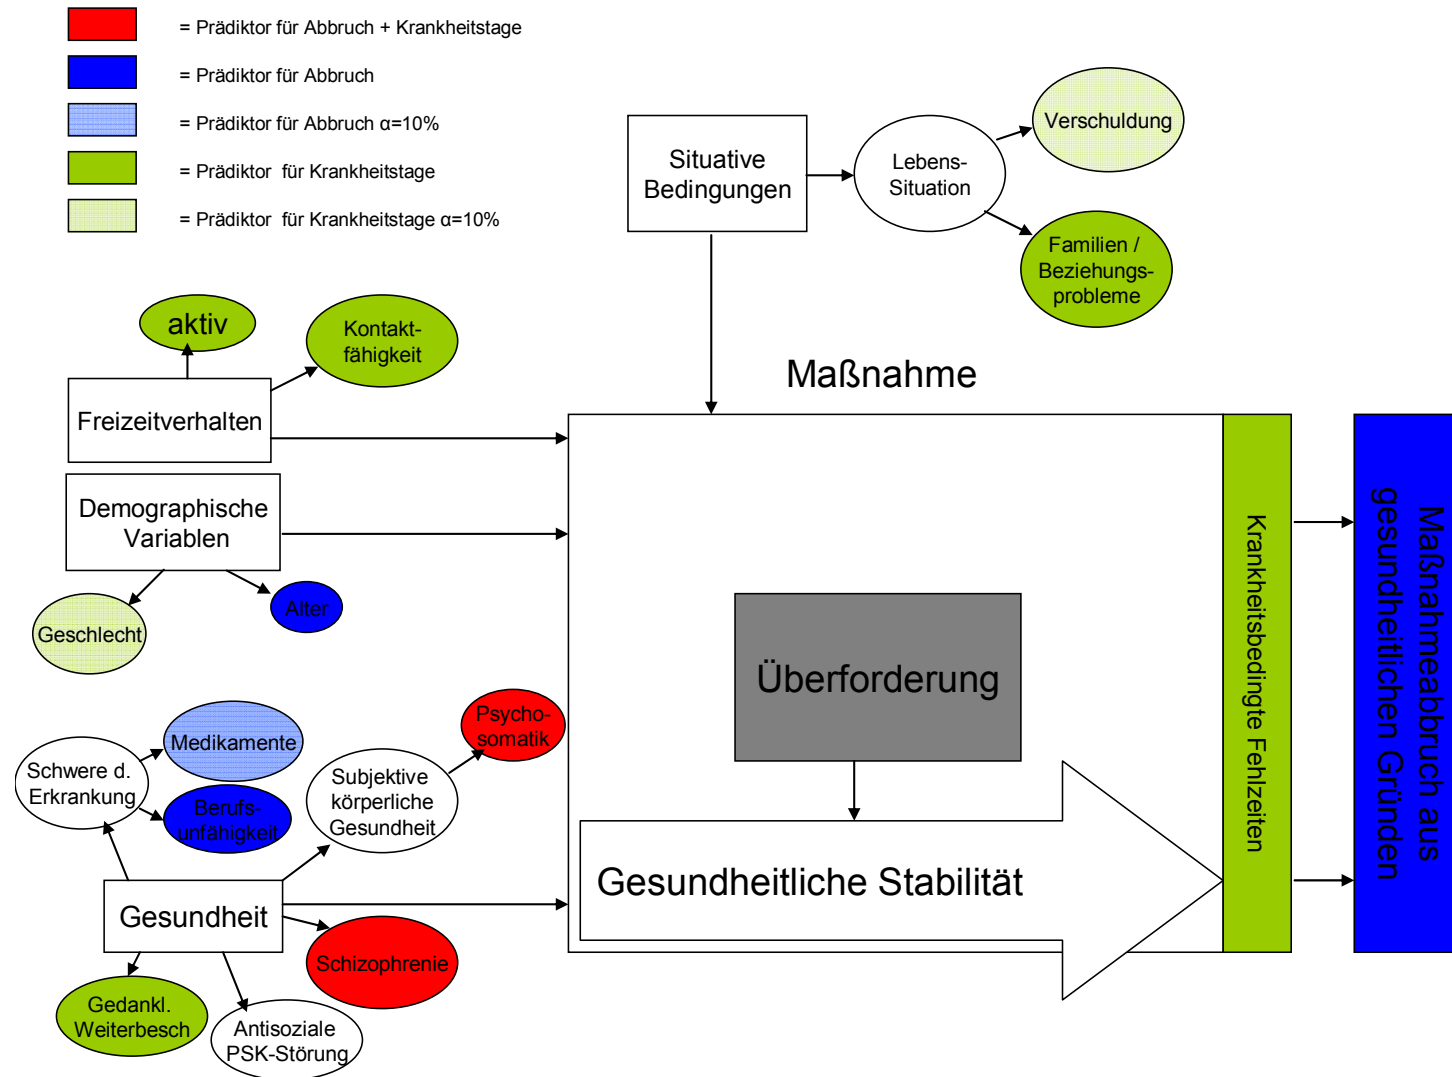 = Prädiktor für Abbruch + Krankheitstage
= Prädiktor für Abbruch
= Prädiktor für Abbruch α=10%
= Prädiktor  für Krankheitstage
= Prädiktor  für Krankheitstage α=10%
Situative
Bedingungen
Lebens-
Situation
Verschuldung
Familien /
Beziehungs-
probleme
aktiv
Kontakt-
fähigkeit
Freizeitverhalten
Maßnahme
Demographische
Variablen
Geschlecht
Alter
Überforderung
Psycho-
somatik
Medikamente
Schwere d.
Erkrankung
Berufs-
unfähigkeit
Subjektive
körperliche
Gesundheit
Gesundheitliche Stabilität
Gesundheit
Schizophrenie
Gedankl.
Weiterbesch
Antisoziale
PSK-Störung
Krankheitsbedingte Fehlzeiten
Maßnahmeabbruch aus
gesundheitlichen Gründen